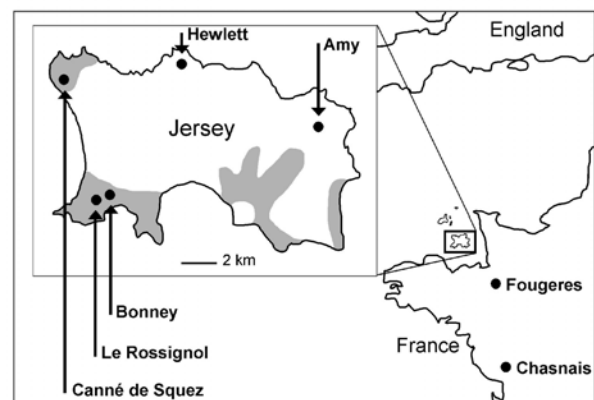 Hewlett
England
Amy
Jersey
2 km
Bonney
Le Rossignol
Canné de Squez
Fougeres
France
Chasnais